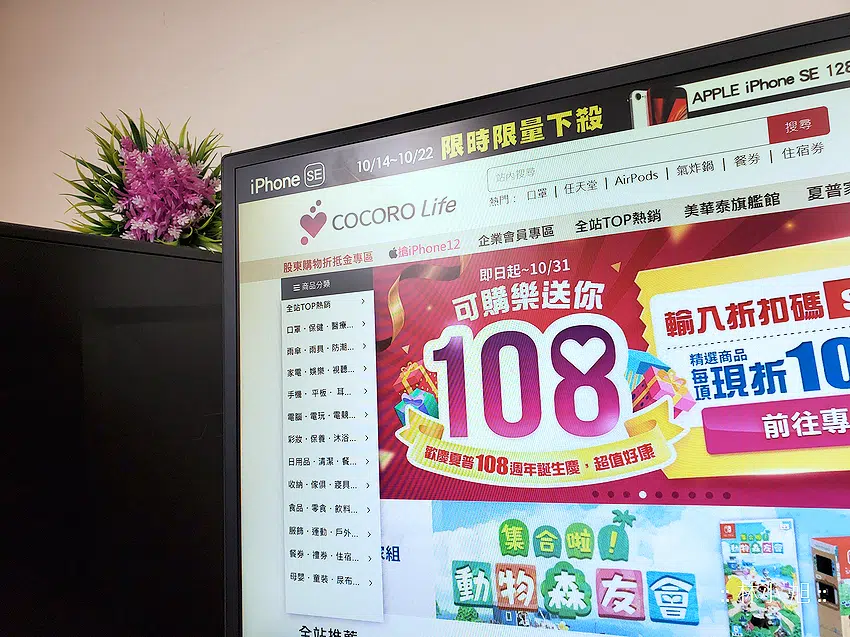 iPhone SE
10/14~10/22
限時限量下殺
APPLE iPhone SE 128
COCORO Life
站內搜尋
搜尋
熱門： 口罩 | 任天堂 | AirPods | 氣炸鍋 | 餐券 | 住宿券
股東購物折抵金專區
搶iPhone12
企業會員專區
全站TOP熱銷
美華泰旗艦館
夏普
商品分類
全站TOP熱銷
口罩・保健・醫療...
雨傘・雨具・防潮...
家電・娛樂・視聽...
手機・平板・耳...
電腦・電玩・電競...
彩妝・保養・沐浴...
日用品・清潔・餐...
收納・傢俱・寢具...
食品・零食・飲料...
服飾・運動・戶外...
餐券・禮券・住宿...
母嬰・童裝・尿布...
即日起~10/31
可購樂送你
108
歡慶夏普108週年誕生慶，超值好康
輸入折扣碼 S
精選商品
每項現折10
前往專
組
集合啦！
動物森友會
全站推薦